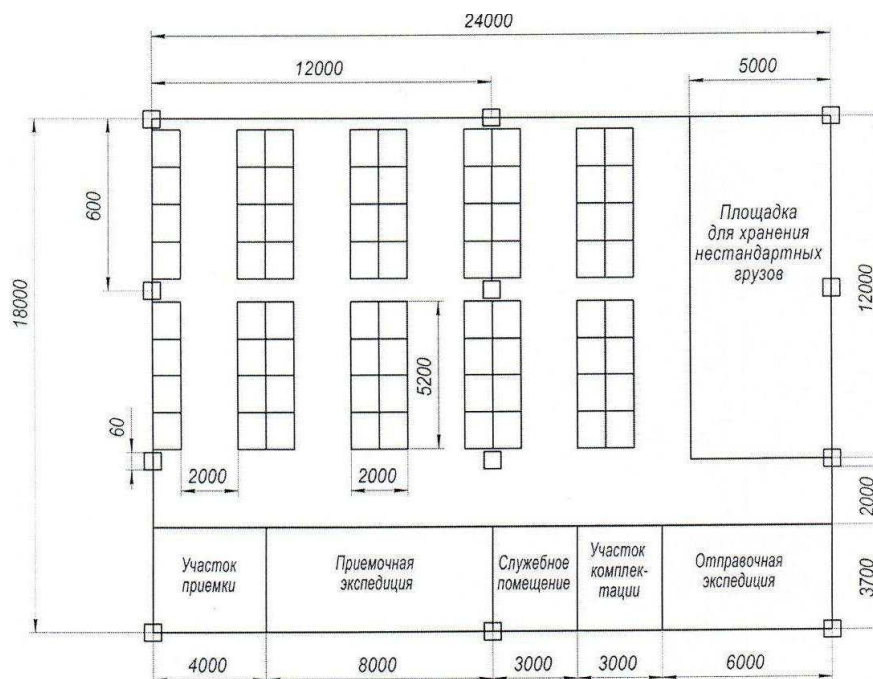 24000
12000
5000
600
18000
Площадка
для хранения
нестандартных
грузов
12000
5200
60
2000
2000
2000
Участок
приемки
Приемочная
экспедиция
Служебное
помещение
Участок
комплек-
тации
Отправочная
экспедиция
3700
4000
8000
3000
3000
6000